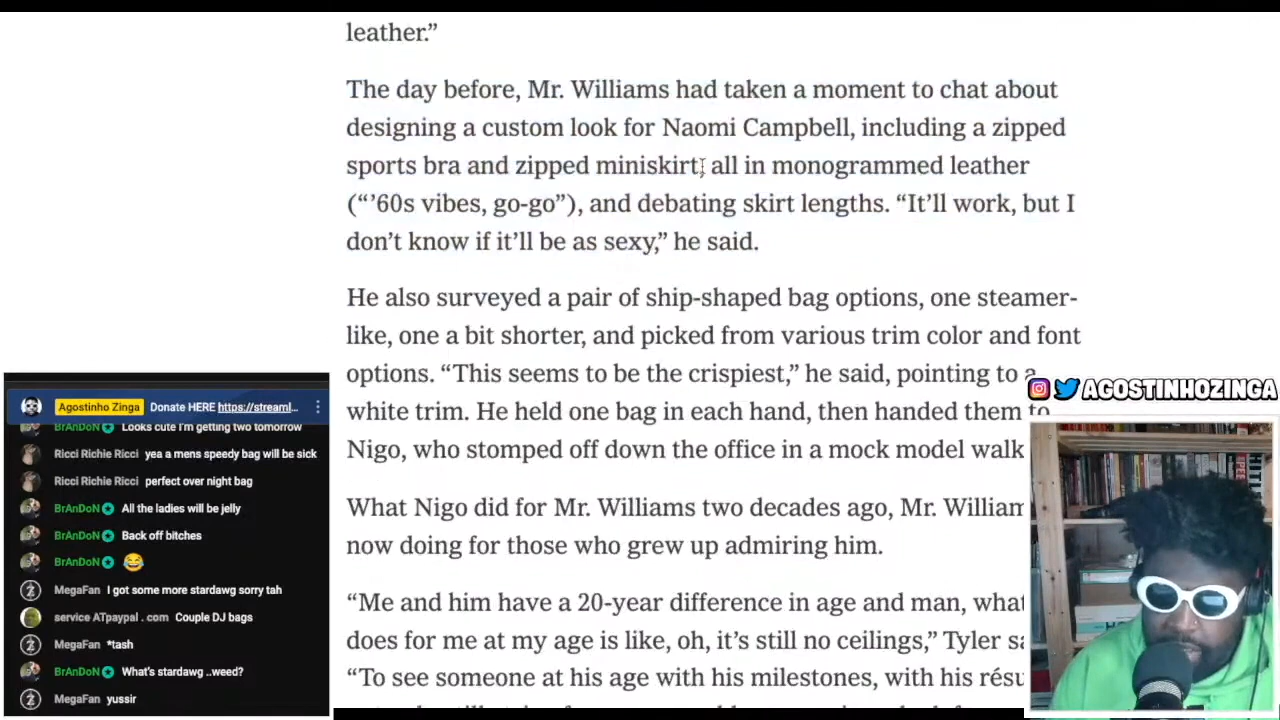 leather.”
The day before, Mr. Williams had taken a moment to chat about
designing a custom look for Naomi Campbell, including a zipped
sports bra and zipped miniskirt, all in monogrammed leather
(“’60s vibes, go-go”), and debating skirt lengths. “It’ll work, but I
don’t know if it’ll be as sexy,” he said.
He also surveyed a pair of ship-shaped bag options, one steamer-
like, one a bit shorter, and picked from various trim color and font
options. “This seems to be the crispiest,” he said, pointing to a
white trim. He held one bag in each hand, then handed them to
Nigo, who stomped off down the office in a mock model walk
What Nigo did for Mr. Williams two decades ago, Mr. William
now doing for those who grew up admiring him.
“Me and him have a 20-year difference in age and man, what
does for me at my age is like, oh, it’s still no ceilings,” Tyler sa
“To see someone at his age with his milestones, with his résu
Agostinho Zinga Donate HERE https://streaml...
BrAnDoN Looks cute I'm getting two tomorrow
Ricci Richie Ricci yea a mens speedy bag will be sick
Ricci Richie Ricci perfect over night bag
BrAnDoN All the ladies will be jelly
BrAnDoN Back off bitches
BrAnDoN 😂
MegaFan I got some more stardawg sorry tah
service ATpaypal . com Couple DJ bags
MegaFan *tash
BrAnDoN What's stardawg ..weed?
MegaFan yussir
AGOSTINHOZINGA